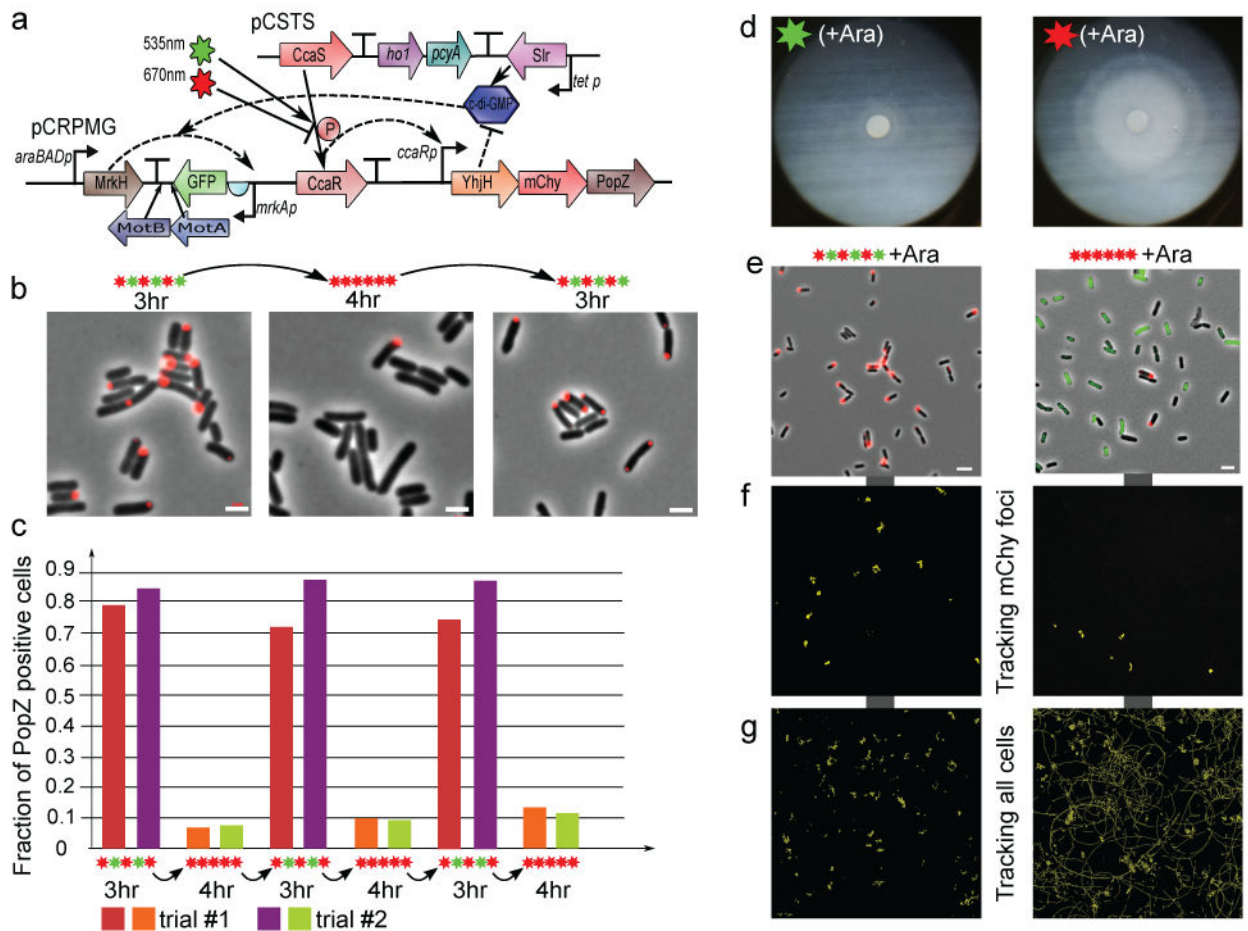 a
pCSTS
535nm
670nm
CcaS
ho1
pcyA
Slr
tet p
c-di-GMP
P
pCRPMG
araBADp
ccaRp
MrkH
GFP
CcaR
YhjH
mChy
PopZ
mrkAp
MotB
MotA
b
3hr
4hr
3hr
c
Fraction of PopZ positive cells
0.9
0.8
0.7
0.6
0.5
0.4
0.3
0.2
0.1
0
3hr
4hr
3hr
4hr
3hr
4hr
trial #1
trial #2
d
(+Ara)
(+Ara)
e
+Ara
+Ara
f
Tracking mChy foci
g
Tracking all cells